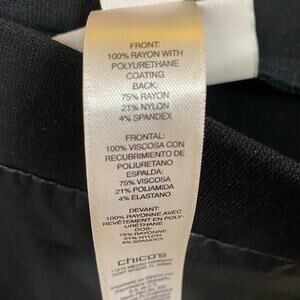 FRONT:
100% RAYON WITH
POLYURETHANE
COATING
BACK:
75% RAYON
21% NYLON
4% SPANDEX
FRONTAL:
100% VISCOSA CON
RECUBRIMIENTO DE
POLIURETANO
ESPALDA:
75% VISCOSA
21% POLIAMIDA
4% ELASTANO
DEVANT:
100% RAYONNE AVEC
REVÊTEMENT EN POLY-
URÉTHANE
DOS:
75% RAYONNE
21% NYLON
4% SPANDEX
chico's